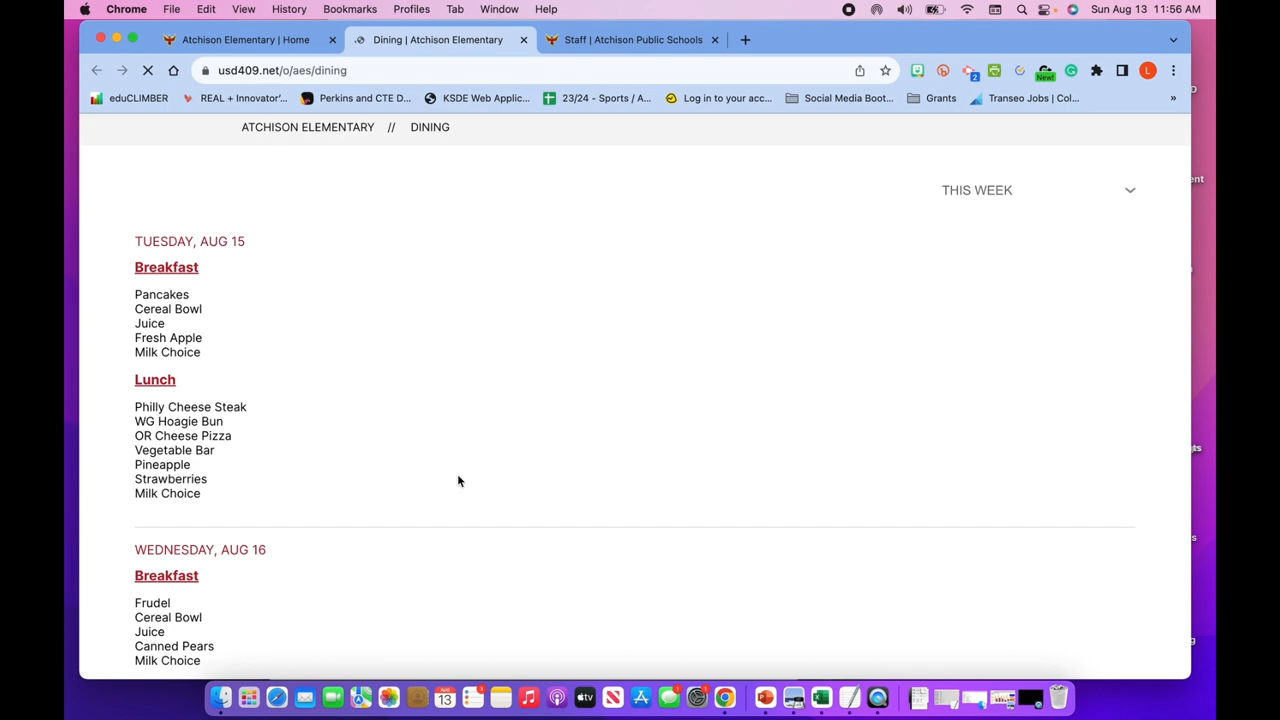 Chrome File Edit View History Bookmarks Profiles Tab Window Help Sun Aug 13 11:56 AM
Atchison Elementary | Home Dining | Atchison Elementary Staff | Atchison Public Schools
usd409.net/o/aes/dining
2 New! L
eduCLIMBER REAL + Innovator'... Perkins and CTE D... KSDE Web Applic... 23/24 - Sports / A... Log in to your acc... Social Media Boot... Grants Transeo Jobs | Col... »
ATCHISON ELEMENTARY // DINING
THIS WEEK
TUESDAY, AUG 15
Breakfast
Pancakes
Cereal Bowl
Juice
Fresh Apple
Milk Choice
Lunch
Philly Cheese Steak
WG Hoagie Bun
OR Cheese Pizza
Vegetable Bar
Pineapple
Strawberries
Milk Choice
WEDNESDAY, AUG 16
Breakfast
Frudel
Cereal Bowl
Juice
Canned Pears
Milk Choice
AUG
13
tv